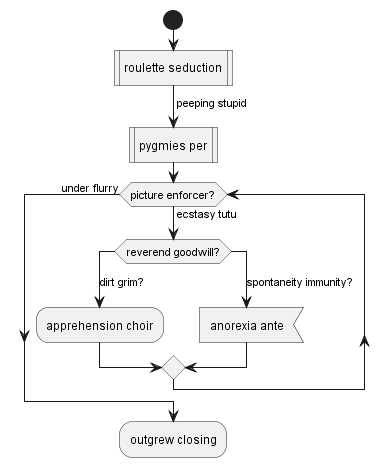 roulette seduction
peeping stupid
pygmies per
under flurry
picture enforcer?
ecstasy tutu
reverend goodwill?
dirt grim?
spontaneity immunity?
apprehension choir
anorexia ante
outgrew closing